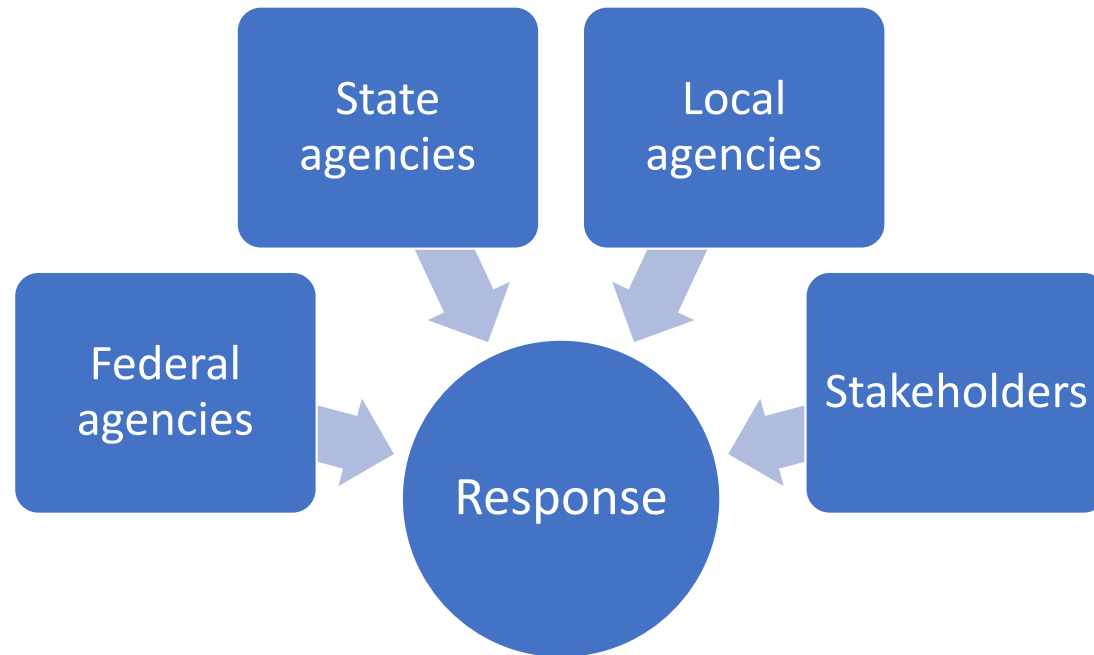 State
agencies
Local
agencies
Federal
agencies
Stakeholders
Response